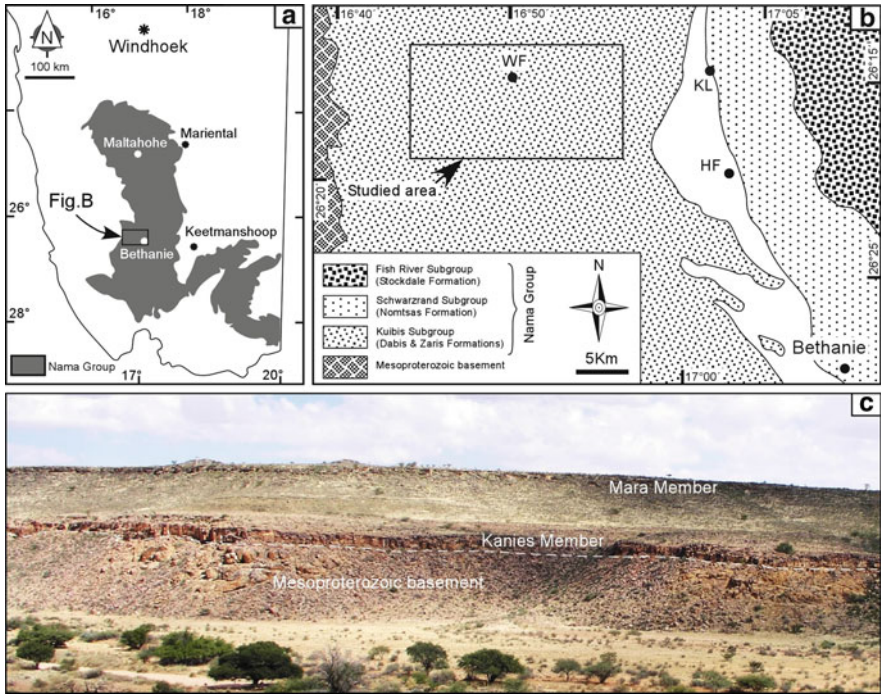 a
16
18
N
Windhoek
100 km
Maltahohe
Mariental
26
Fig.B
Keetmanshoop
Bethanie
28
Nama Group
17
20
b
16°40
16°50
17°05
WF
26°15
KL
Studied area
HF
26°20
26°25
Fish River Subgroup
(Stockdale Formation)
Schwarzrand Subgroup
(Nomtsas Formation)
Kuibis Subgroup
(Dabis & Zaris Formations)
Mesoproterozoic basement
Nama Group
N
5Km
17°00
Bethanie
c
Mara Member
Kanies Member
Mesoproterozoic basement